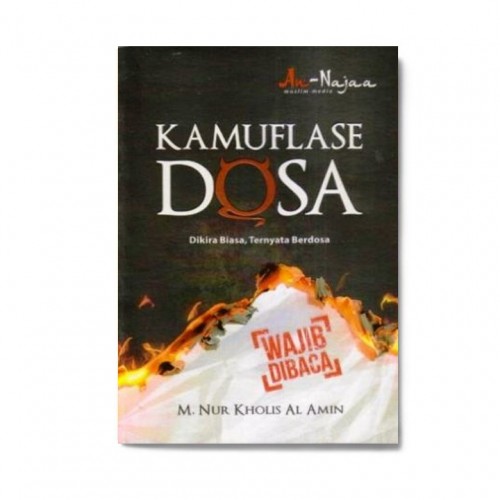 An-Najaa
muslim media
KAMUFLASE
DOSA
Dikira Biasa, Ternyata Berdosa
WAJIB
DIBACA
M. NUR KHOLIS AL AMIN